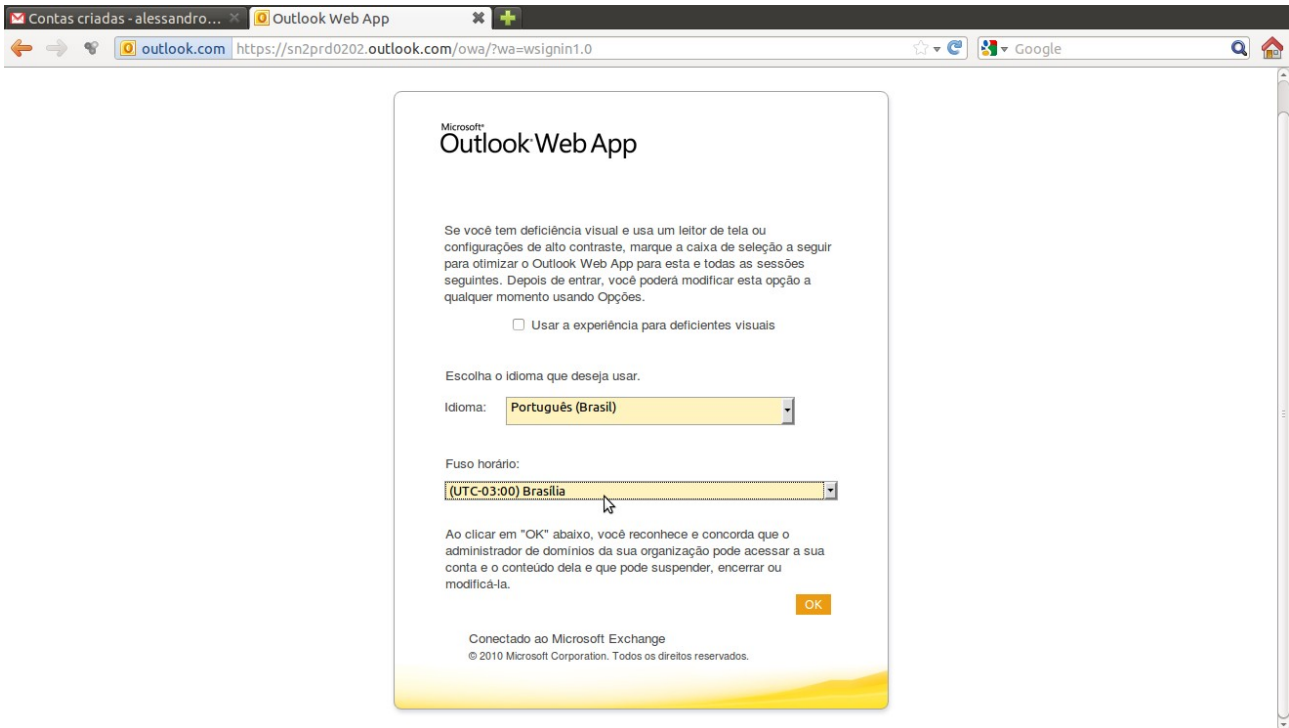 Contas criadas - alessandro...
Outlook Web App
outlook.com https://sn2prd0202.outlook.com/owa/?wa=wsignin1.0
Google
Microsoft®
Outlook Web App
Se você tem deficiência visual e usa um leitor de tela ou
configurações de alto contraste, marque a caixa de seleção a seguir
para otimizar o Outlook Web App para esta e todas as sessões
seguintes. Depois de entrar, você poderá modificar esta opção a
qualquer momento usando Opções.
Usar a experiência para deficientes visuais
Escolha o idioma que deseja usar.
Idioma: Português (Brasil)
Fuso horário:
(UTC-03:00) Brasília
Ao clicar em "OK" abaixo, você reconhece e concorda que o
administrador de domínios da sua organização pode acessar a sua
conta e o conteúdo dela e que pode suspender, encerrar ou
modificá-la.
OK
Conectado ao Microsoft Exchange
© 2010 Microsoft Corporation. Todos os direitos reservados.